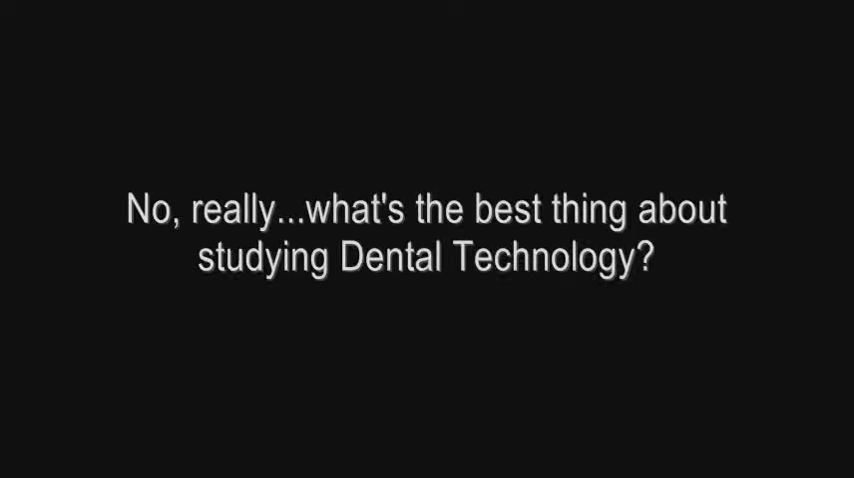 No, really...what's the best thing about
studying Dental Technology?